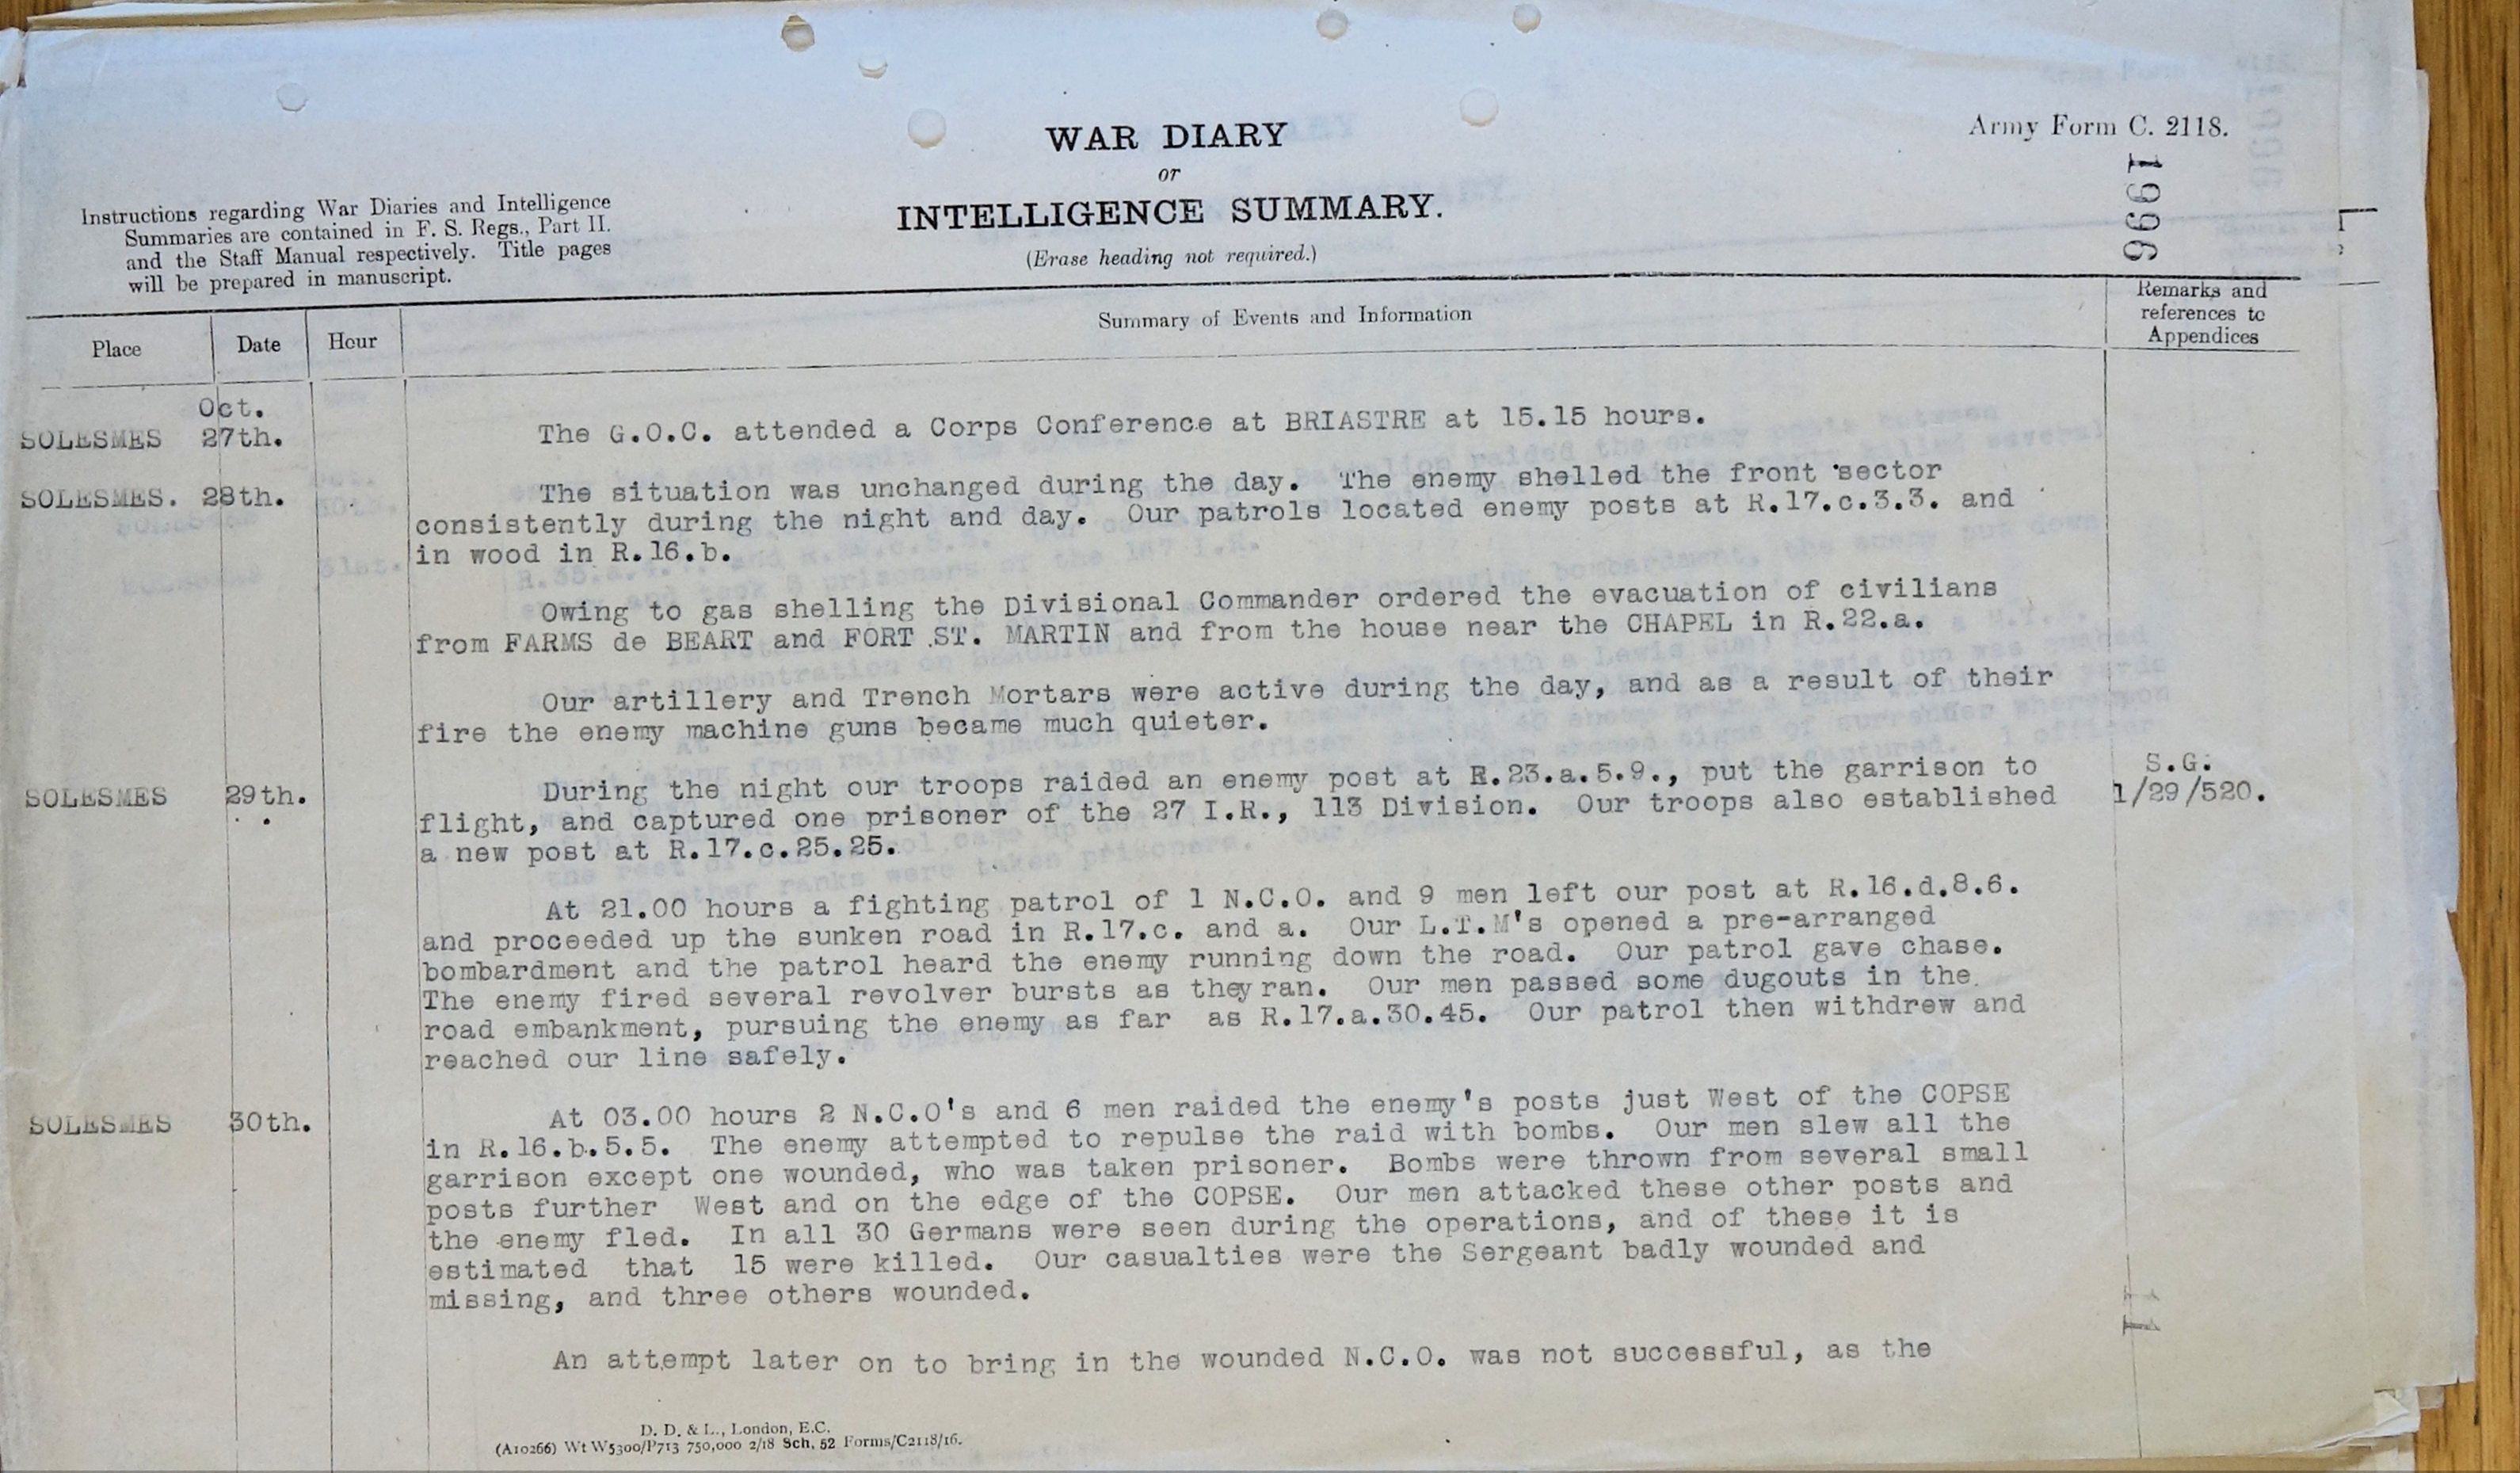 Army Form C. 2118.
1996
WAR DIARY
or
INTELLIGENCE SUMMARY.
(Erase heading not required.)
Instructions regarding War Diaries and Intelligence
Summaries are contained in F. S. Regs., Part II.
and the Staff Manual respectively. Title pages
will be prepared in manuscript.
Place Date Hour Summary of Events and Information Remarks and
references to
Appendices
Oct.
SOLESMES 27th. The G.O.C. attended a Corps Conference at BRIASTRE at 15.15 hours.
SOLESMES. 28th. The situation was unchanged during the day. The enemy shelled the front sector
consistently during the night and day. Our patrols located enemy posts at R.17.c.3.3. and
in wood in R.16.b.
Owing to gas shelling the Divisional Commander ordered the evacuation of civilians
from FARMS de BEART and FORT ST. MARTIN and from the house near the CHAPEL in R.22.a.
Our artillery and Trench Mortars were active during the day, and as a result of their
fire the enemy machine guns became much quieter.
SOLESMES 29th. During the night our troops raided an enemy post at R.23.a.5.9., put the garrison to S.G.
flight, and captured one prisoner of the 27 I.R., 113 Division. Our troops also established 1/29/520.
a new post at R.17.c.25.25.
At 21.00 hours a fighting patrol of 1 N.C.O. and 9 men left our post at R.16.d.8.6.
and proceeded up the sunken road in R.17.c. and a. Our L.T.M's opened a pre-arranged
bombardment and the patrol heard the enemy running down the road. Our patrol gave chase.
The enemy fired several revolver bursts as they ran. Our men passed some dugouts in the
road embankment, pursuing the enemy as far as R.17.a.30.45. Our patrol then withdrew and
reached our line safely.
SOLESMES 30th. At 03.00 hours 2 N.C.O's and 6 men raided the enemy's posts just West of the COPSE
in R.16.b.5.5. The enemy attempted to repulse the raid with bombs. Our men slew all the
garrison except one wounded, who was taken prisoner. Bombs were thrown from several small
posts further West and on the edge of the COPSE. Our men attacked these other posts and
the enemy fled. In all 30 Germans were seen during the operations, and of these it is
estimated that 15 were killed. Our casualties were the Sergeant badly wounded and
missing, and three others wounded.
11
An attempt later on to bring in the wounded N.C.O. was not successful, as the
D. D. & L., London, E.C.
(A10266) Wt W5300/P713 750,000 2/18 Sch. 52 Forms/C2118/16.